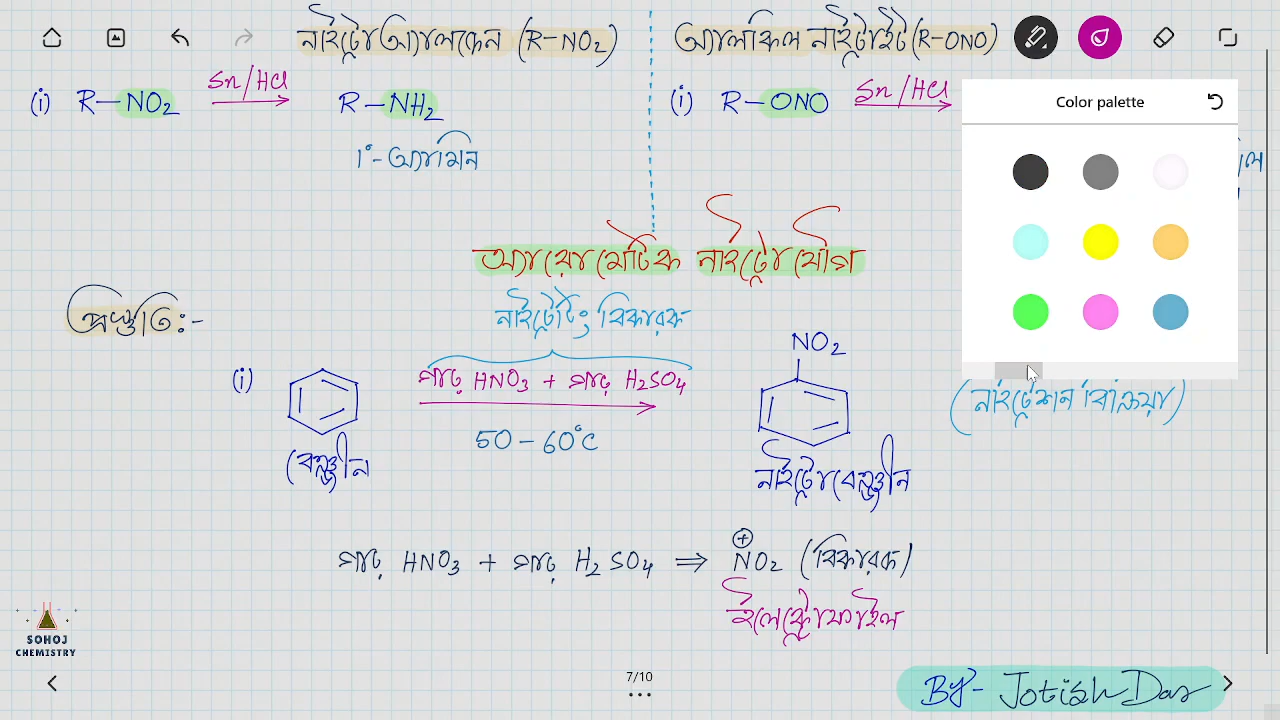 নাইট্রোঅ্যালকেন (R-NO2)
অ্যালকিল নাইট্রাইট (R-ONO)
(i) R-NO2 Sn/HCl R-NH2
1°-অ্যামিন
(i) R-ONO Sn/HCl
Color palette
অ্যারোমেটিক নাইট্রোযৌগ
প্রস্তুতি:-
নাইট্রেটিং বিকারক
(i) গাঢ় HNO3 + গাঢ় H2SO4
50-60°C
বেঞ্জীন
NO2
নাইট্রোবেঞ্জীন
(নাইট্রেশন বিক্রিয়া)
গাঢ় HNO3 + গাঢ় H2SO4 ⇒ ⊕NO2 (বিকারক)
ইলেক্ট্রোফাইল
SOHOJ
CHEMISTRY
7/10
BY- Jotish Das